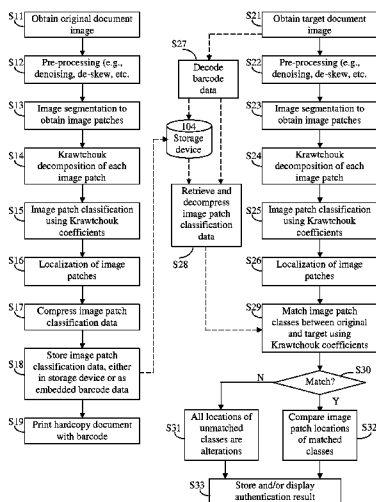 S11
Obtain original document
image
S12
Pre-processing (e.g.,
denoising, de-skew, etc.
S13
Image segmentation to
obtain image patches
S14
Krawtchouk
decomposition of each
image patch
S15
Image patch classification
using Krawtchouk
coefficients
S16
Localization of image
patches
S17
Compress image patch
classification data
S18
Store image patch
classification data, either
in storage device or as
embedded barcode data
S19
Print hardcopy document
with barcode
S27
Decode
barcode
data
104
Storage
device
Retrieve and
decompress
image patch
classification
data
S28
S21
Obtain target document
image
S22
Pre-processing (e.g.,
denoising, de-skew, etc.
S23
Image segmentation to
obtain image patches
S24
Krawtchouk
decomposition of each
image patch
S25
Image patch classification
using Krawtchouk
coefficients
S26
Localization of image
patches
S29
Match image patch
classes between original
and target using
Krawtchouk coefficients
S30
Match?
N
Y
All locations of
unmatched
classes are
alterations
S31
Compare image
patch locations
of matched
classes
S32
S33
Store and/or display
authentication result